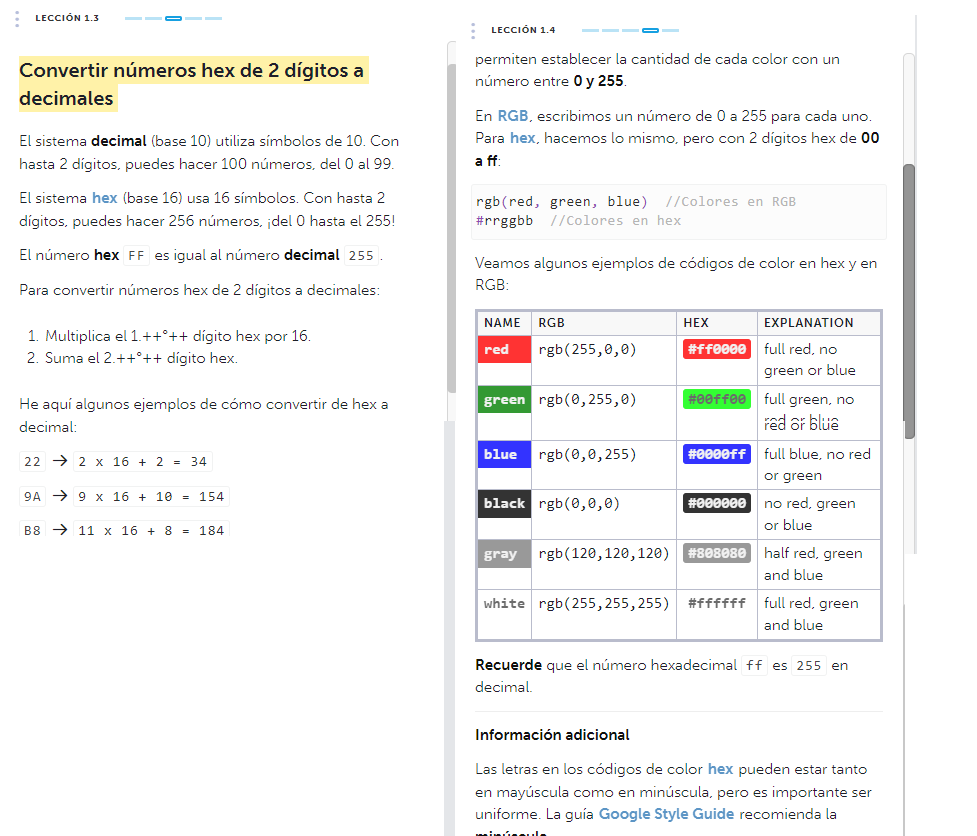 LECCIÓN 1.3
Convertir números hex de 2 dígitos a
decimales
El sistema decimal (base 10) utiliza símbolos de 10. Con
hasta 2 dígitos, puedes hacer 100 números, del 0 al 99.
El sistema hex (base 16) usa 16 símbolos. Con hasta 2
dígitos, puedes hacer 256 números, ¡del 0 hasta el 255!
El número hex FF es igual al número decimal 255.
Para convertir números hex de 2 dígitos a decimales:
1. Multiplica el 1.++°++ dígito hex por 16.
2. Suma el 2.++°++ dígito hex.
He aquí algunos ejemplos de cómo convertir de hex a
decimal:
22 → 2 x 16 + 2 = 34
9A → 9 x 16 + 10 = 154
B8 → 11 x 16 + 8 = 184
LECCIÓN 1.4
permiten establecer la cantidad de cada color con un
número entre 0 y 255.
En RGB, escribimos un número de 0 a 255 para cada uno.
Para hex, hacemos lo mismo, pero con 2 dígitos hex de 00
a ff:
rgb(red, green, blue) //Colores en RGB
#rrggbb //Colores en hex
Veamos algunos ejemplos de códigos de color en hex y en
RGB:
NAME RGB HEX EXPLANATION
red rgb(255,0,0) #ff0000 full red, no
green or blue
green rgb(0,255,0) #00ff00 full green, no
red or blue
blue rgb(0,0,255) #0000ff full blue, no red
or green
black rgb(0,0,0) #000000 no red, green
or blue
gray rgb(120,120,120) #808080 half red, green
and blue
white rgb(255,255,255) #ffffff full red, green
and blue
Recuerde que el número hexadecimal ff es 255 en
decimal.
Información adicional
Las letras en los códigos de color hex pueden estar tanto
en mayúscula como en minúscula, pero es importante ser
uniforme. La guía Google Style Guide recomienda la
minúscula.